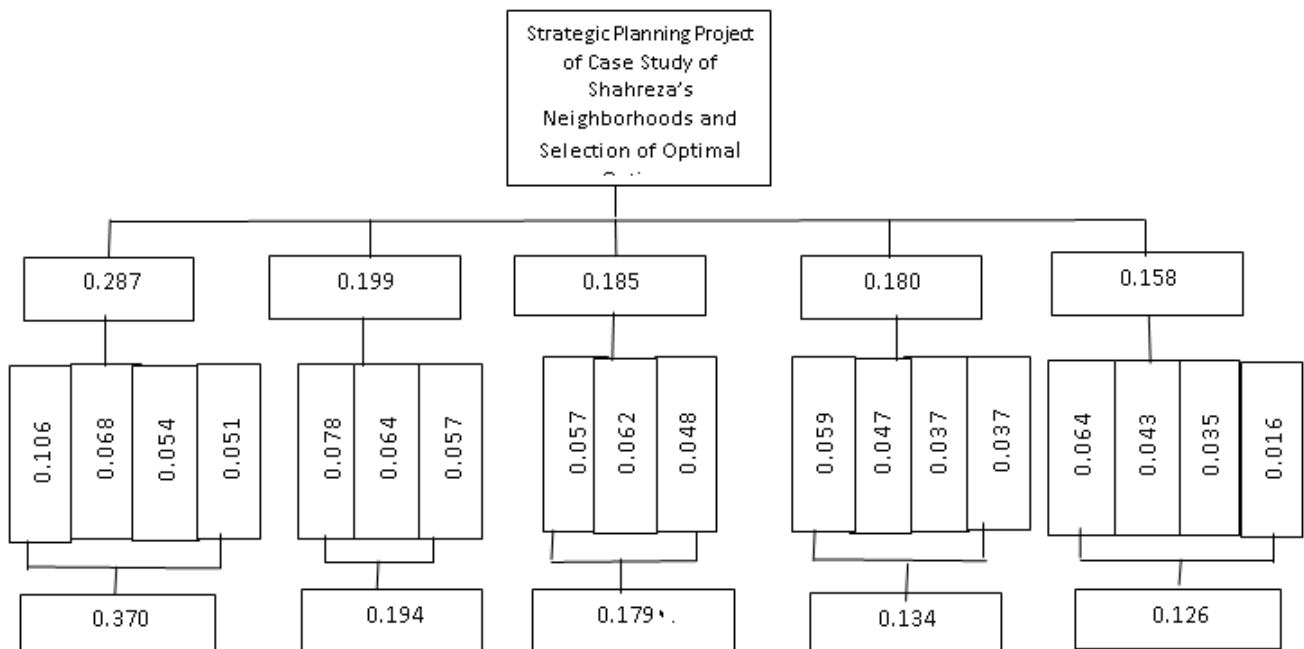 Strategic Planning Project
of Case Study of
Shahreza's
Neighborhoods and
Selection of Optimal
0.287 0.199 0.185 0.180 0.158
0.106 0.068 0.054 0.051 0.078 0.064 0.057 0.057 0.062 0.048 0.059 0.047 0.037 0.037 0.064 0.043 0.035 0.016
0.370 0.194 0.179 0.134 0.126